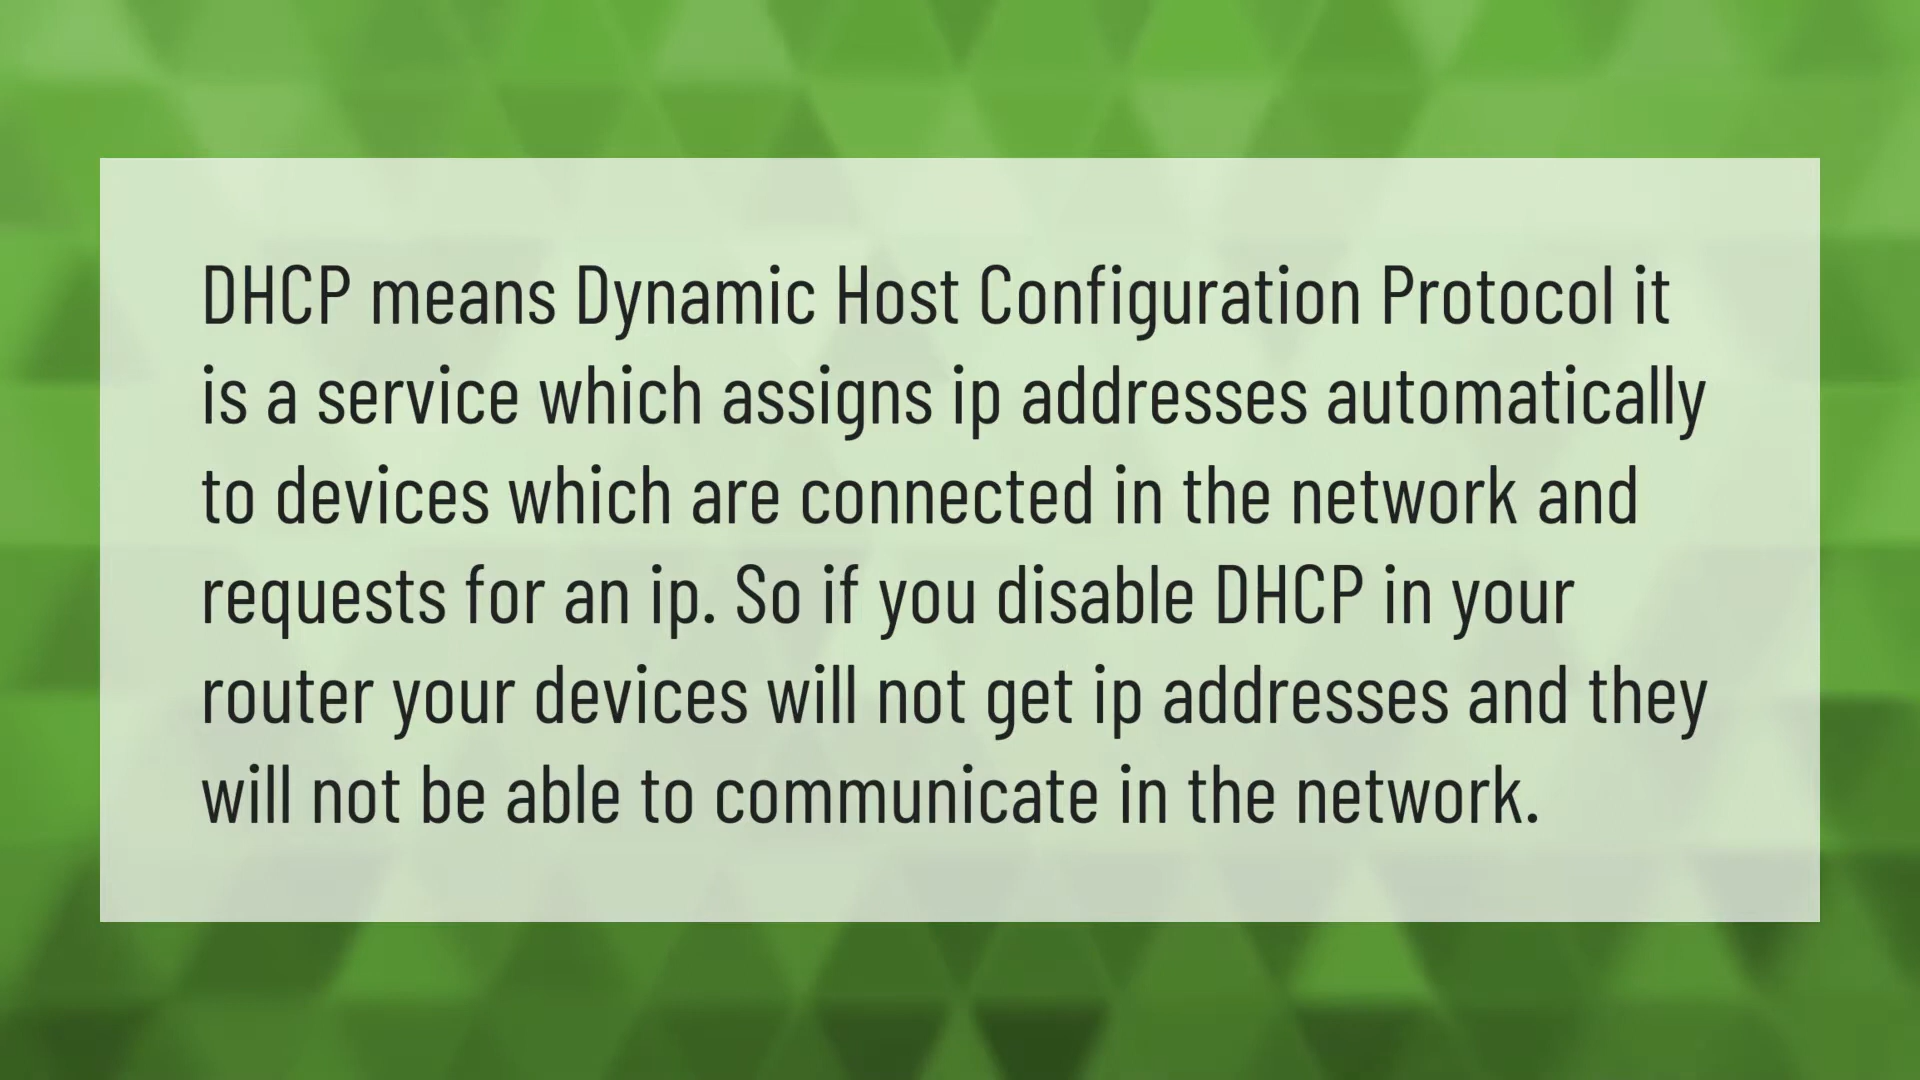 DHCP means Dynamic Host Configuration Protocol it
is a service which assigns ip addresses automatically
to devices which are connected in the network and
requests for an ip. So if you disable DHCP in your
router your devices will not get ip addresses and they
will not be able to communicate in the network.